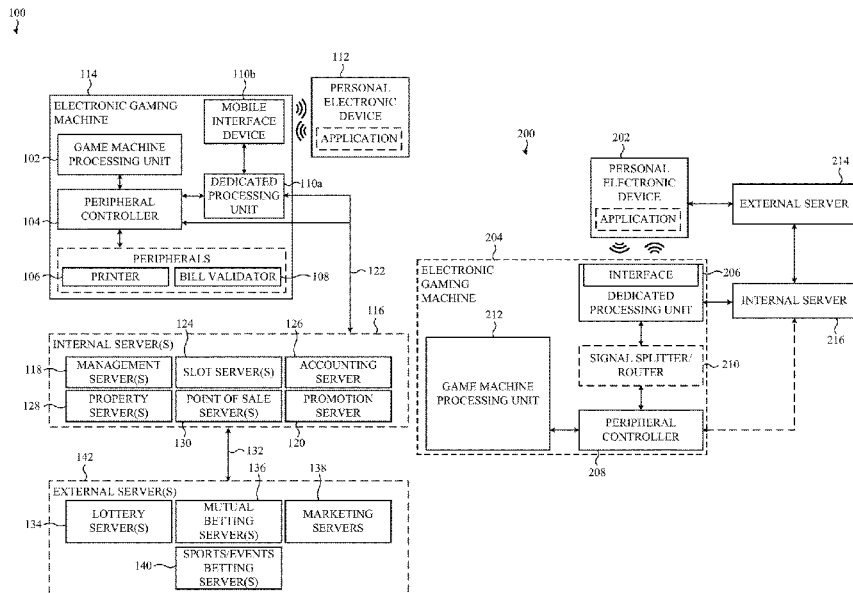 100
114
110b
112
ELECTRONIC GAMING
MACHINE
MOBILE
INTERFACE
DEVICE
PERSONAL
ELECTRONIC
DEVICE
APPLICATION
102
GAME MACHINE
PROCESSING UNIT
DEDICATED
PROCESSING
UNIT
110a
104
PERIPHERAL
CONTROLLER
PERIPHERALS
106
PRINTER
BILL VALIDATOR
108
122
124
126
116
INTERNAL SERVER(S)
118
MANAGEMENT
SERVER(S)
SLOT SERVER(S)
ACCOUNTING
SERVER
128
PROPERTY
SERVER(S)
POINT OF SALE
SERVER(S)
PROMOTION
SERVER
130
120
132
142
136
138
EXTERNAL SERVER(S)
134
LOTTERY
SERVER(S)
MUTUAL
BETTING
SERVER(S)
MARKETING
SERVERS
140
SPORTS/EVENTS
BETTING
SERVER(S)
200
202
214
PERSONAL
ELECTRONIC
DEVICE
APPLICATION
EXTERNAL SERVER
204
ELECTRONIC
GAMING
MACHINE
INTERFACE
206
DEDICATED
PROCESSING UNIT
INTERNAL SERVER
216
212
GAME MACHINE
PROCESSING UNIT
SIGNAL SPLITTER/
ROUTER
210
PERIPHERAL
CONTROLLER
208